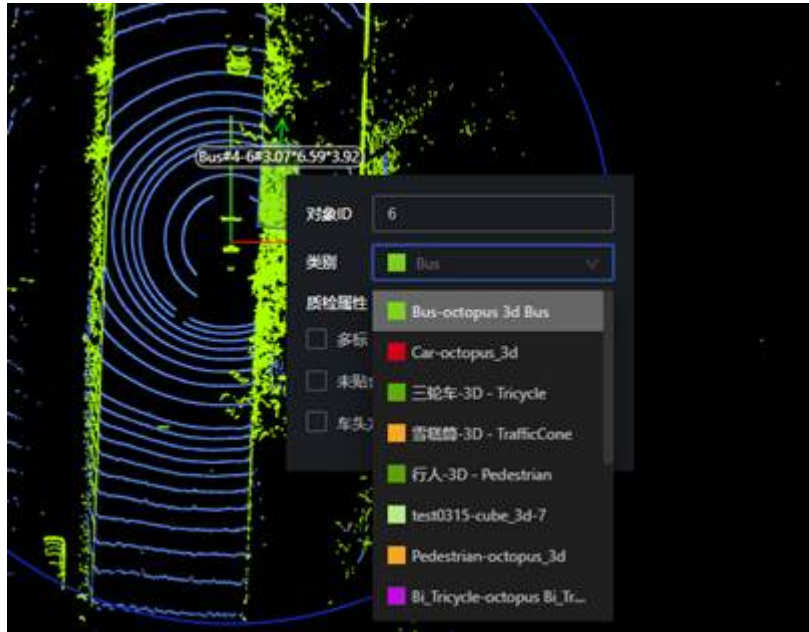 Bus#4-6#3.07*6.59*3.92
对象ID
6
类别
Bus
质检属性
Bus-octopus 3d Bus
多标
Car-octopus_3d
未贴
三轮车-3D - Tricycle
车头
雪糕筒-3D - TrafficCone
行人-3D - Pedestrian
test0315-cube_3d-7
Pedestrian-octopus_3d
Bi_Tricycle-octopus Bi_Tr...